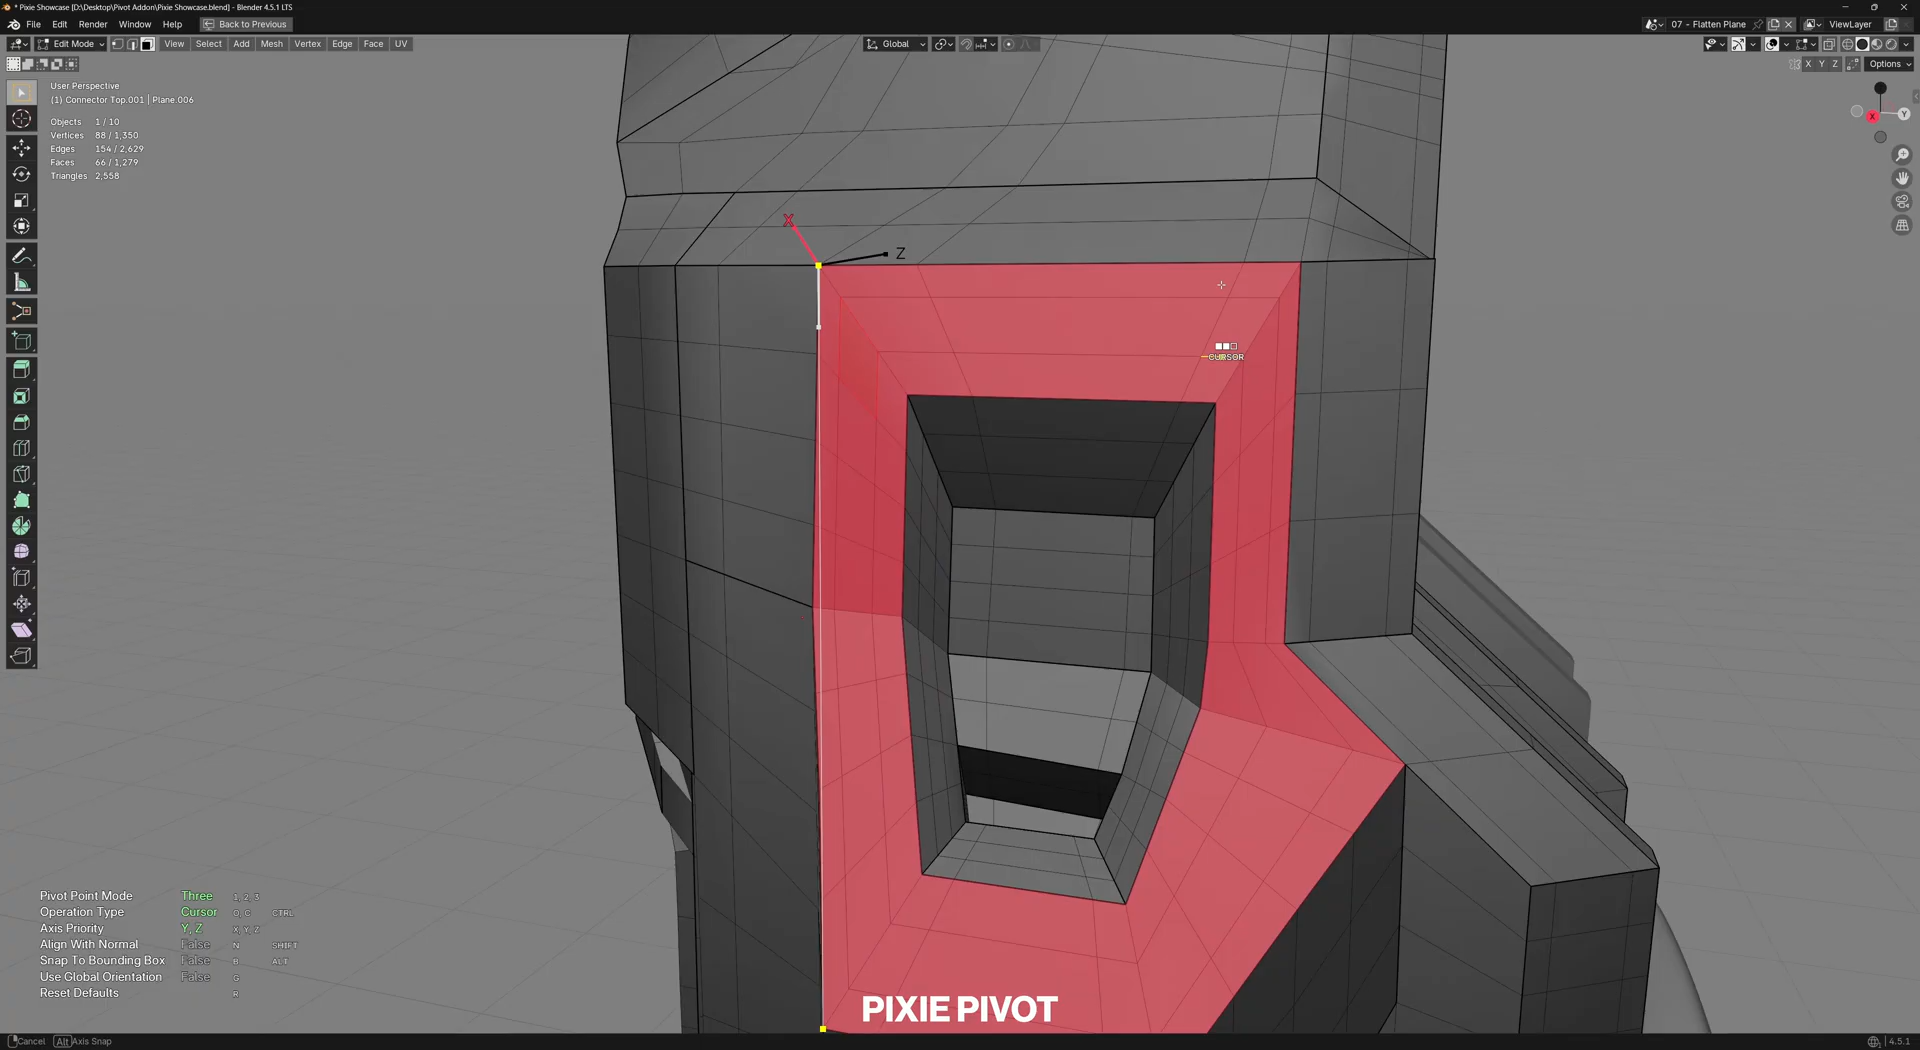 * Pixie Showcase [D:\Desktop\Pivot Addon\Pixie Showcase.blend] - Blender 4.5.1 LTS
File Edit Render Window Help Back to Previous 07 - Flatten Plane ViewLayer
Edit Mode View Select Add Mesh Vertex Edge Face UV Global
X Y Z Options
User Perspective
(1) Connector Top.001 | Plane.006
Objects 1 / 10
Vertices 88 / 1,350
Edges 154 / 2,629
Faces 66 / 1,279
Triangles 2,558
X Y
X
Z
CURSOR
Pivot Point Mode Three 1, 2, 3
Operation Type Cursor O, C CTRL
Axis Priority Y, Z X, Y, Z
Align With Normal False N SHIFT
Snap To Bounding Box False B ALT
Use Global Orientation False G
Reset Defaults R
PIXIE PIVOT
Cancel Alt Axis Snap 4.5.1